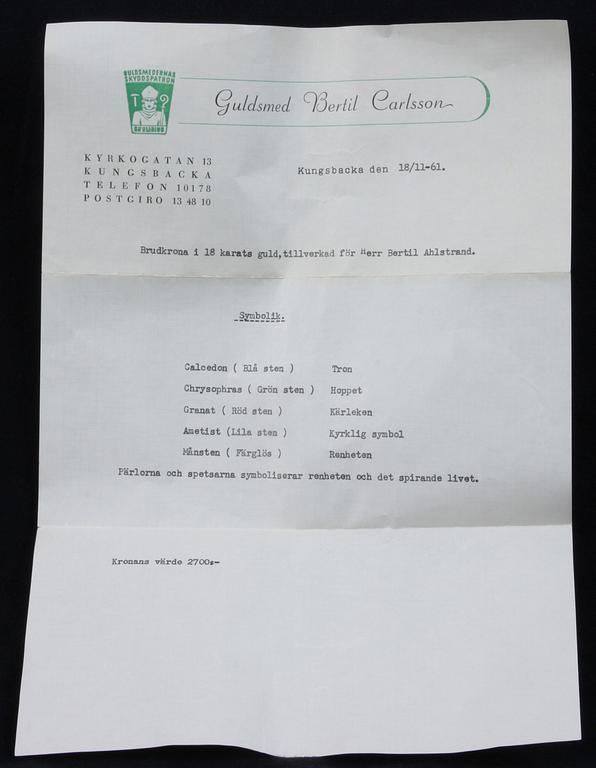 GULDSMEDERNAS
SKYDDSPATRON
Guldsmed Bertil Carlsson
KYRKOGATAN 13
KUNGSBACKA
TELEFON 10178
POSTGIRO 13 48 10
Kungsbacka den 18/11-61.
Brudkrona i 18 karats guld,tillverkad för Herr Bertil Ahlstrand.
Symbolik.
Calcedon ( Blå sten ) Tron
Chrysophras ( Grön sten ) Hoppet
Granat ( Röd sten ) Kärleken
Ametist (Lila sten ) Kyrklig symbol
Månsten ( Färglös ) Renheten
Pärlorna och spetsarna symboliserar renheten och det spirande livet.
Kronans värde 2700:-